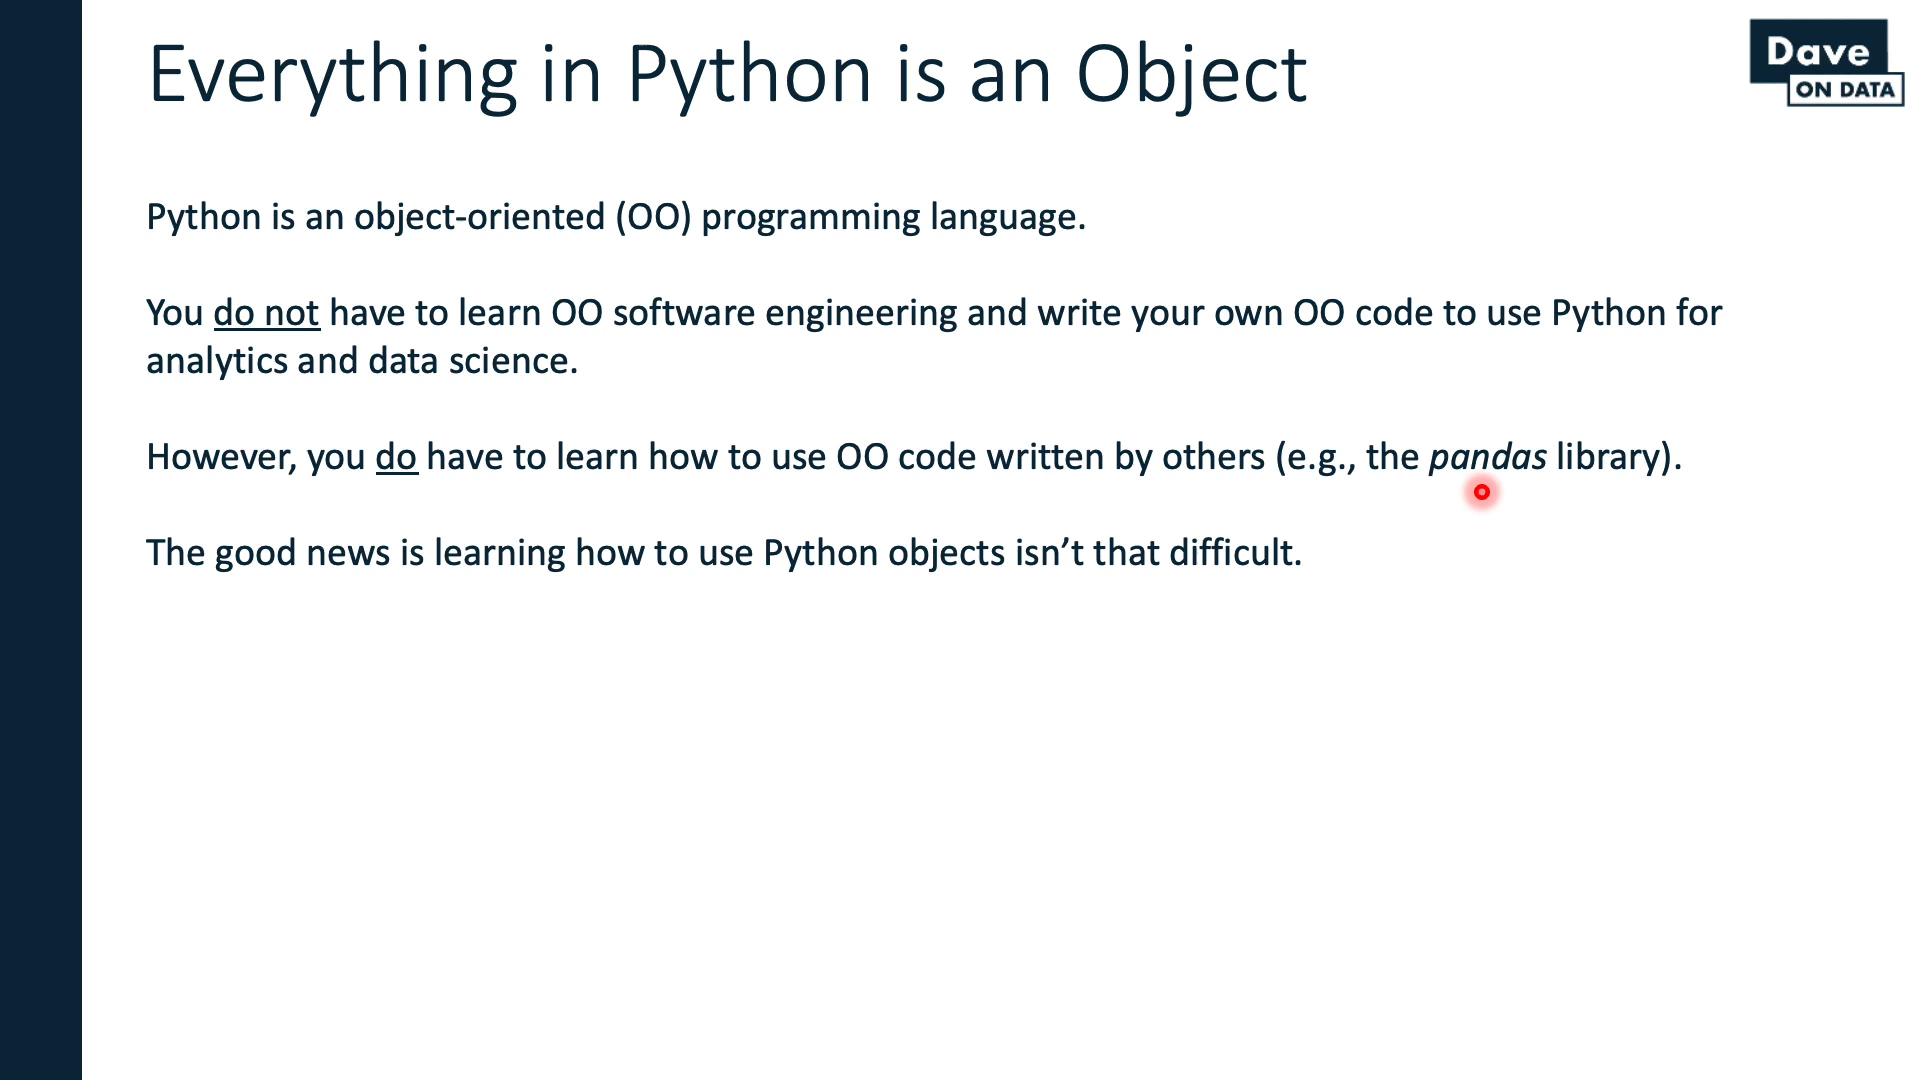 Everything in Python is an Object
Dave
ON DATA
Python is an object-oriented (OO) programming language.
You do not have to learn OO software engineering and write your own OO code to use Python for
analytics and data science.
However, you do have to learn how to use OO code written by others (e.g., the pandas library).
The good news is learning how to use Python objects isn’t that difficult.